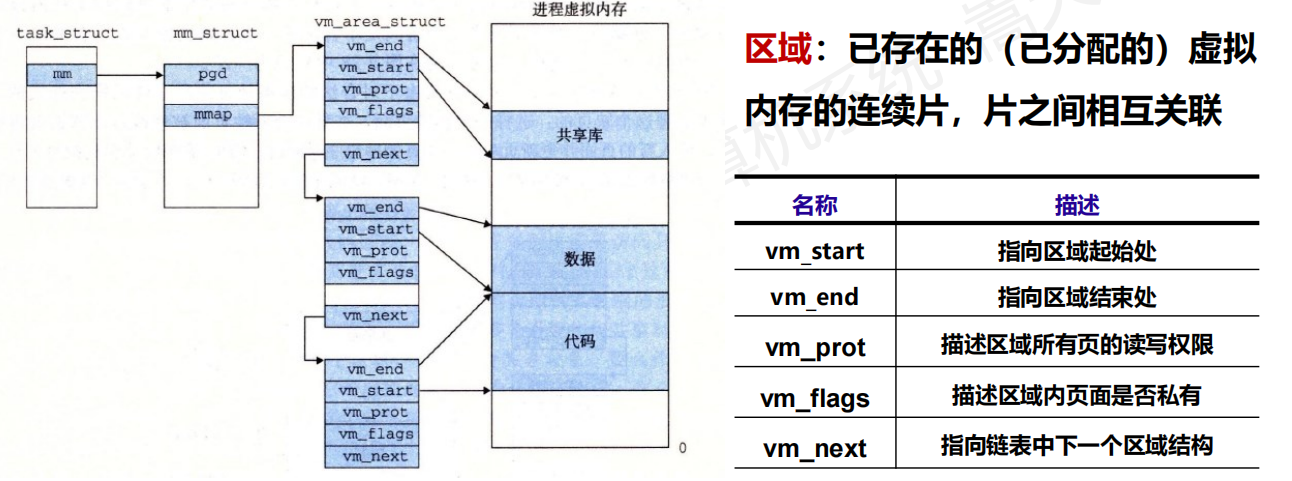 task_struct
mm
mm_struct
pgd
mmap
vm_area_struct
vm_end
vm_start
vm_prot
vm_flags
vm_next
vm_end
vm_start
vm_prot
vm_flags
vm_next
vm_end
vm_start
vm_prot
vm_flags
vm_next
进程虚拟内存
共享库
数据
代码
0
区域：已存在的（已分配的）虚拟
内存的连续片，片之间相互关联
名称 描述
vm_start 指向区域起始处
vm_end 指向区域结束处
vm_prot 描述区域所有页的读写权限
vm_flags 描述区域内页面是否私有
vm_next 指向链表中下一个区域结构